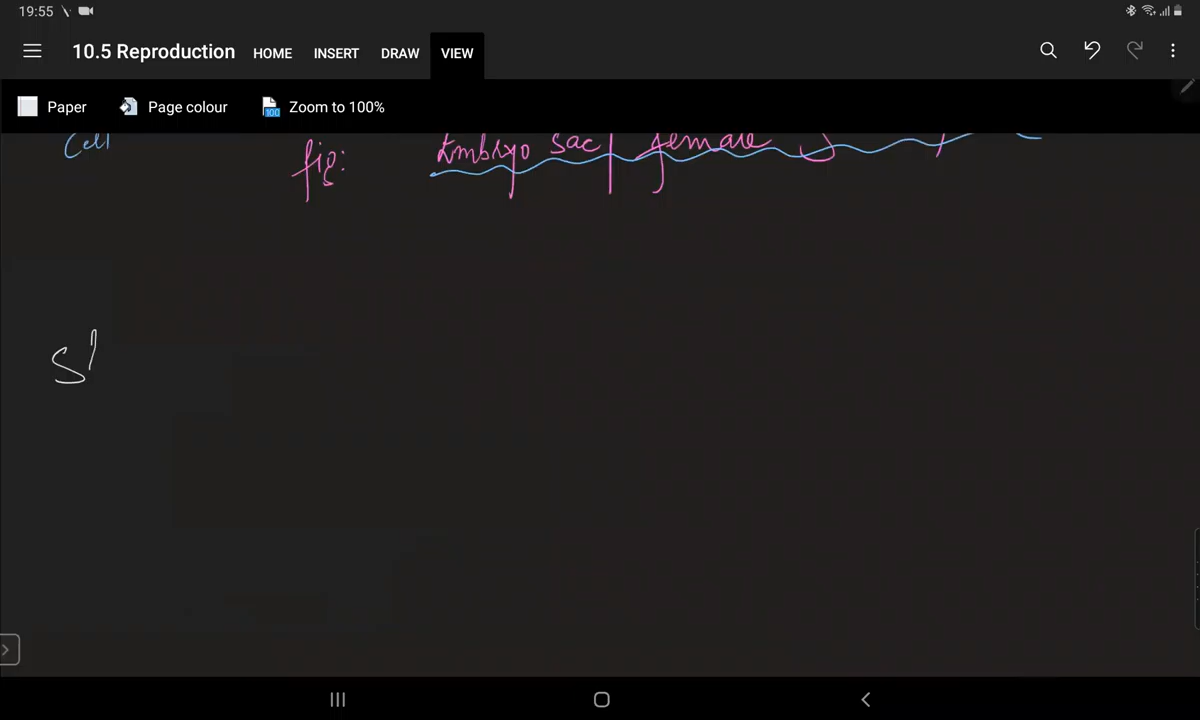 19:55
10.5 Reproduction HOME INSERT DRAW VIEW
Paper Page colour 100 Zoom to 100%
Cell
fig: Embryo sac female